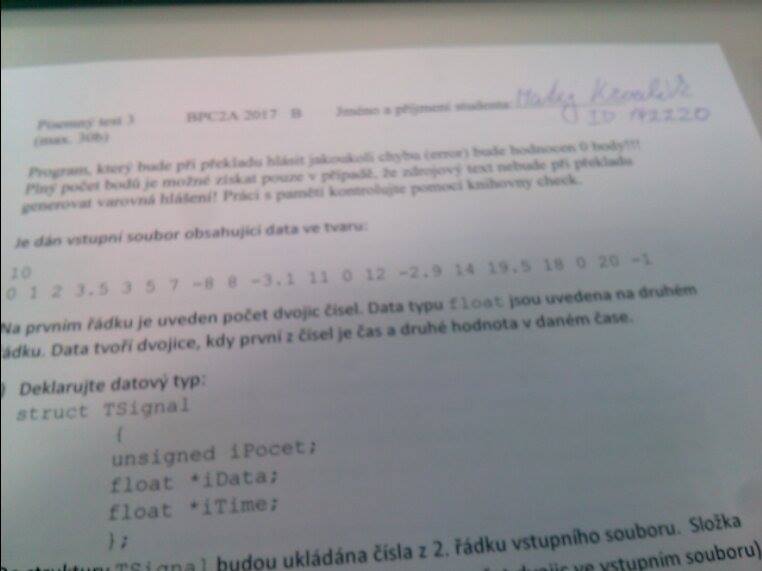 Písemný test 3 BPC2A 2017 B Jméno a příjmení studenta: Matěj
(max. 30b) ID 192220
Program, který bude při překladu hlásit jakoukoli chybu (error) bude hodnocen 0 body!!!
Plný počet bodů je možné získat pouze v případě, že zdrojový text nebude při překladu
generovat varovná hlášení! Práci s pamětí kontrolujte pomocí knihovny check.
Je dán vstupní soubor obsahující data ve tvaru:
10
0 1 2 3.5 3 5 7 -8 8 -3.1 11 0 12 -2.9 14 19.5 18 0 20 -1
Na prvním řádku je uveden počet dvojic čísel. Data typu float jsou uvedena na druhém
řádku. Data tvoří dvojice, kdy první z čísel je čas a druhé hodnota v daném čase.
) Deklarujte datový typ:
struct TSignal
{
unsigned iPocet;
float *iData;
float *iTime;
};
struktury TSignal budou ukládána čísla z 2. řádku vstupního souboru. Složka
dvojic ve vstupním souboru)